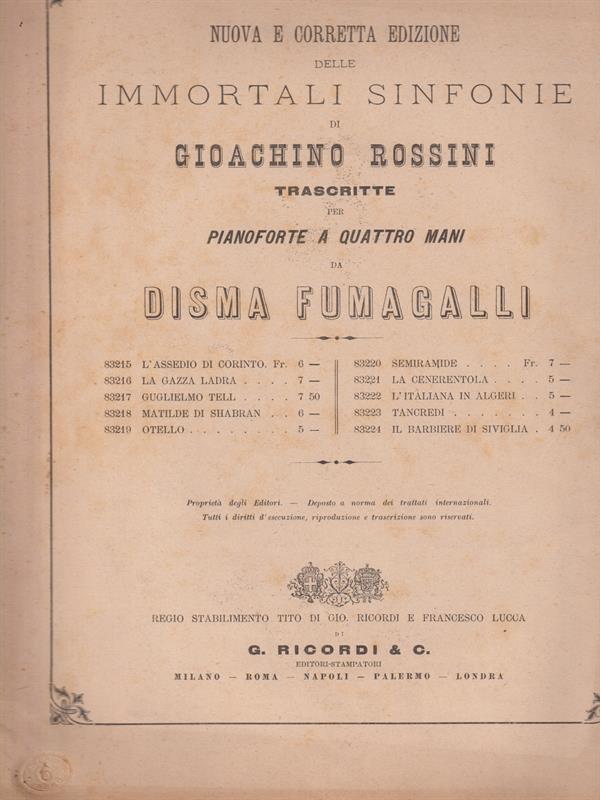 NUOVA E CORRETTA EDIZIONE
DELLE
IMMORTALI SINFONIE
DI
GIOACHINO ROSSINI
TRASCRITTE
PER
PIANOFORTE A QUATTRO MANI
DA
DISMA FUMAGALLI
83215 L'ASSEDIO DI CORINTO. Fr. 6 —
83216 LA GAZZA LADRA . . . . 7 —
83217 GUGLIELMO TELL . . . . 7 50
83218 MATILDE DI SHABRAN . . 6 —
83219 OTELLO . . . . . . . . 5 —
83220 SEMIRAMIDE . . . . Fr. 7 —
83221 LA CENERENTOLA . . . . 5 —
83222 L'ITALIANA IN ALGERI . . 5 —
83223 TANCREDI . . . . . . . 4 —
83224 IL BARBIERE DI SIVIGLIA . 4 50
Proprietà degli Editori. — Deposto a norma dei trattati internazionali.
Tutti i diritti d'esecuzione, riproduzione e trascrizione sono riservati.
REGIO STABILIMENTO TITO DI GIO. RICORDI E FRANCESCO LUCCA
DI
G. RICORDI & C.
EDITORI-STAMPATORI
MILANO — ROMA — NAPOLI — PALERMO — LONDRA